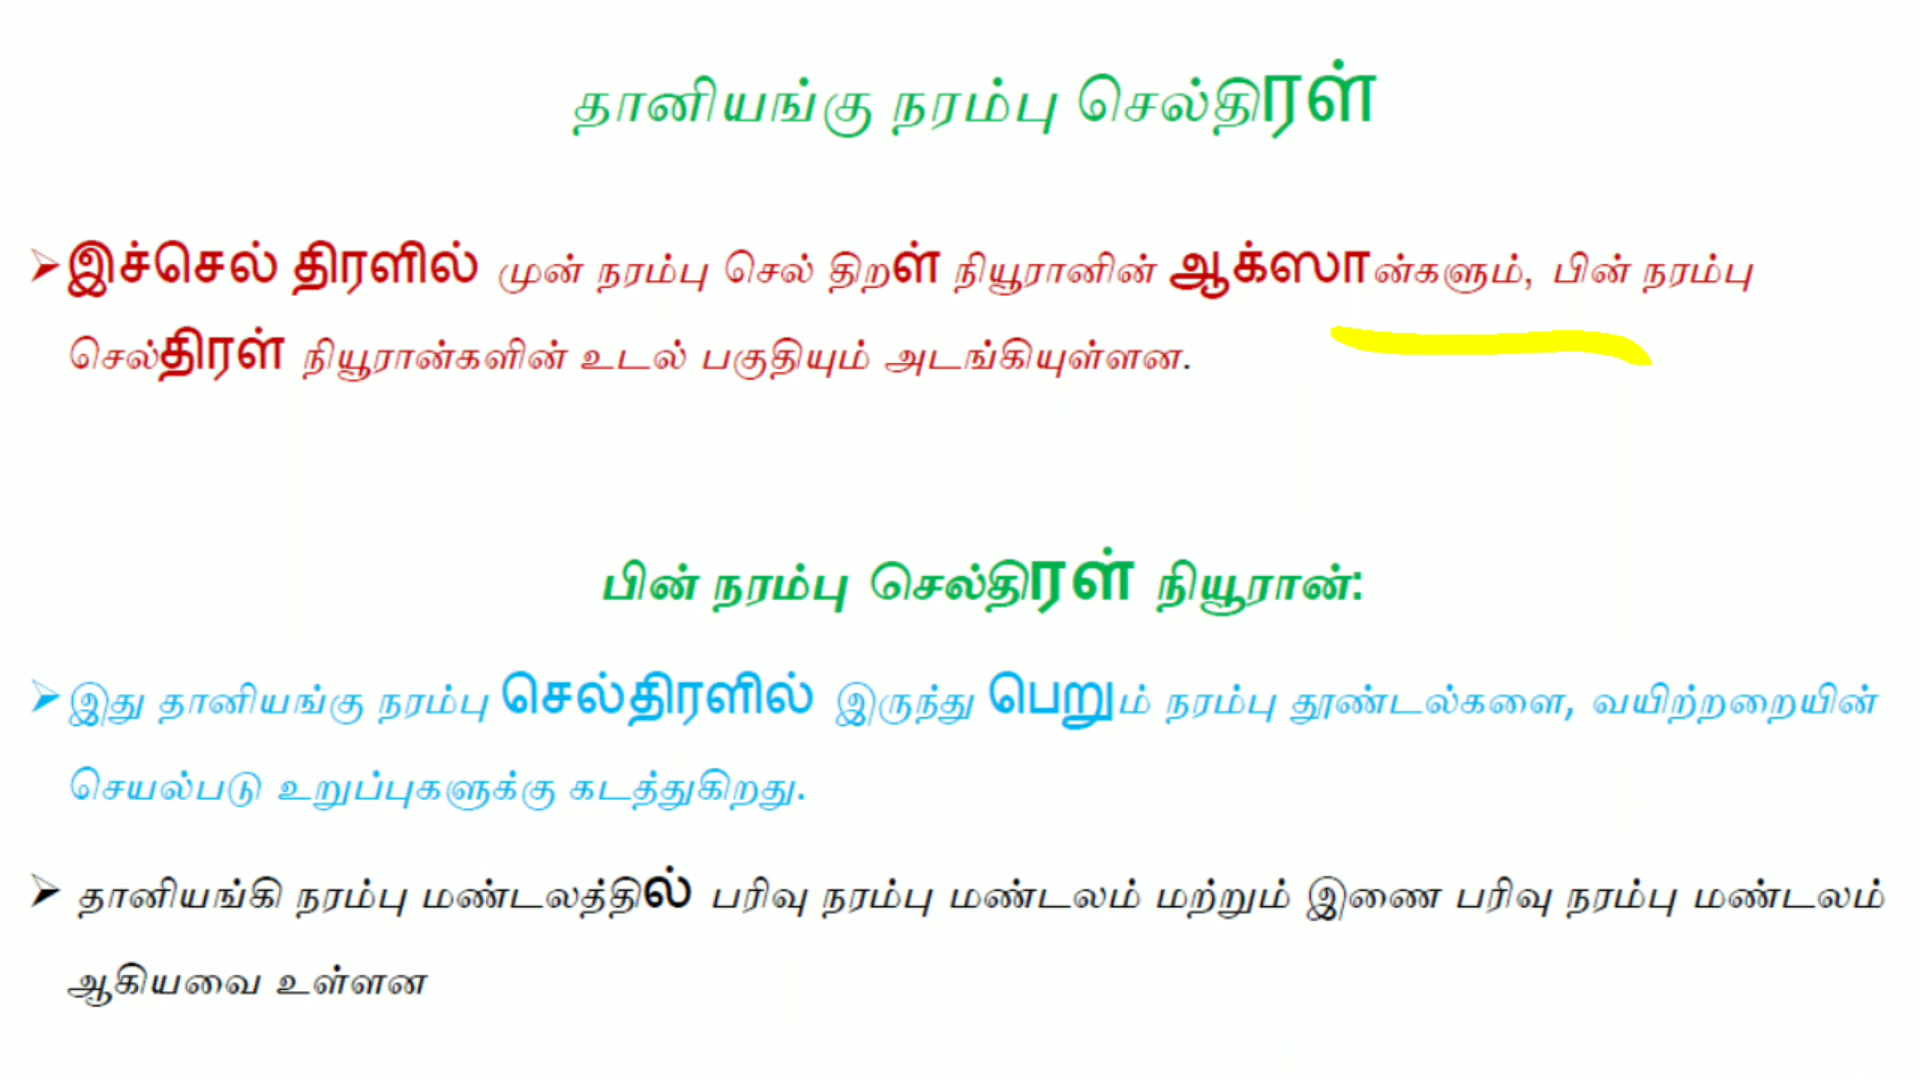 தானியங்கு நரம்பு செல்திரள்
➢இச்செல் திரளில் முன் நரம்பு செல் திறள் நியூரானின் ஆக்ஸான்களும், பின் நரம்பு
செல்திரள் நியூரான்களின் உடல் பகுதியும் அடங்கியுள்ளன.
பின் நரம்பு செல்திரள் நியூரான்:
➢இது தானியங்கு நரம்பு செல்திரளில் இருந்து பெறும் நரம்பு தூண்டல்களை, வயிற்றறையின்
செயல்படு உறுப்புகளுக்கு கடத்துகிறது.
➢ தானியங்கி நரம்பு மண்டலத்தில் பரிவு நரம்பு மண்டலம் மற்றும் இணை பரிவு நரம்பு மண்டலம்
ஆகியவை உள்ளன